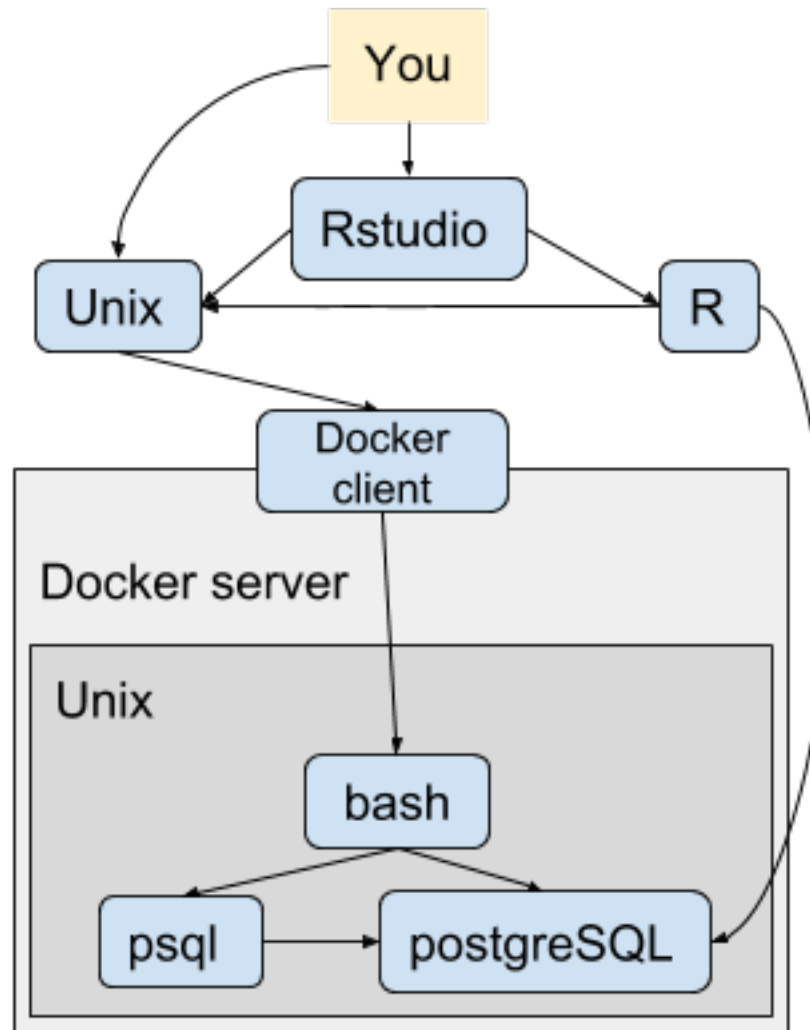 You
Rstudio
Unix
R
Docker
client
Docker server
Unix
bash
psql
postgreSQL